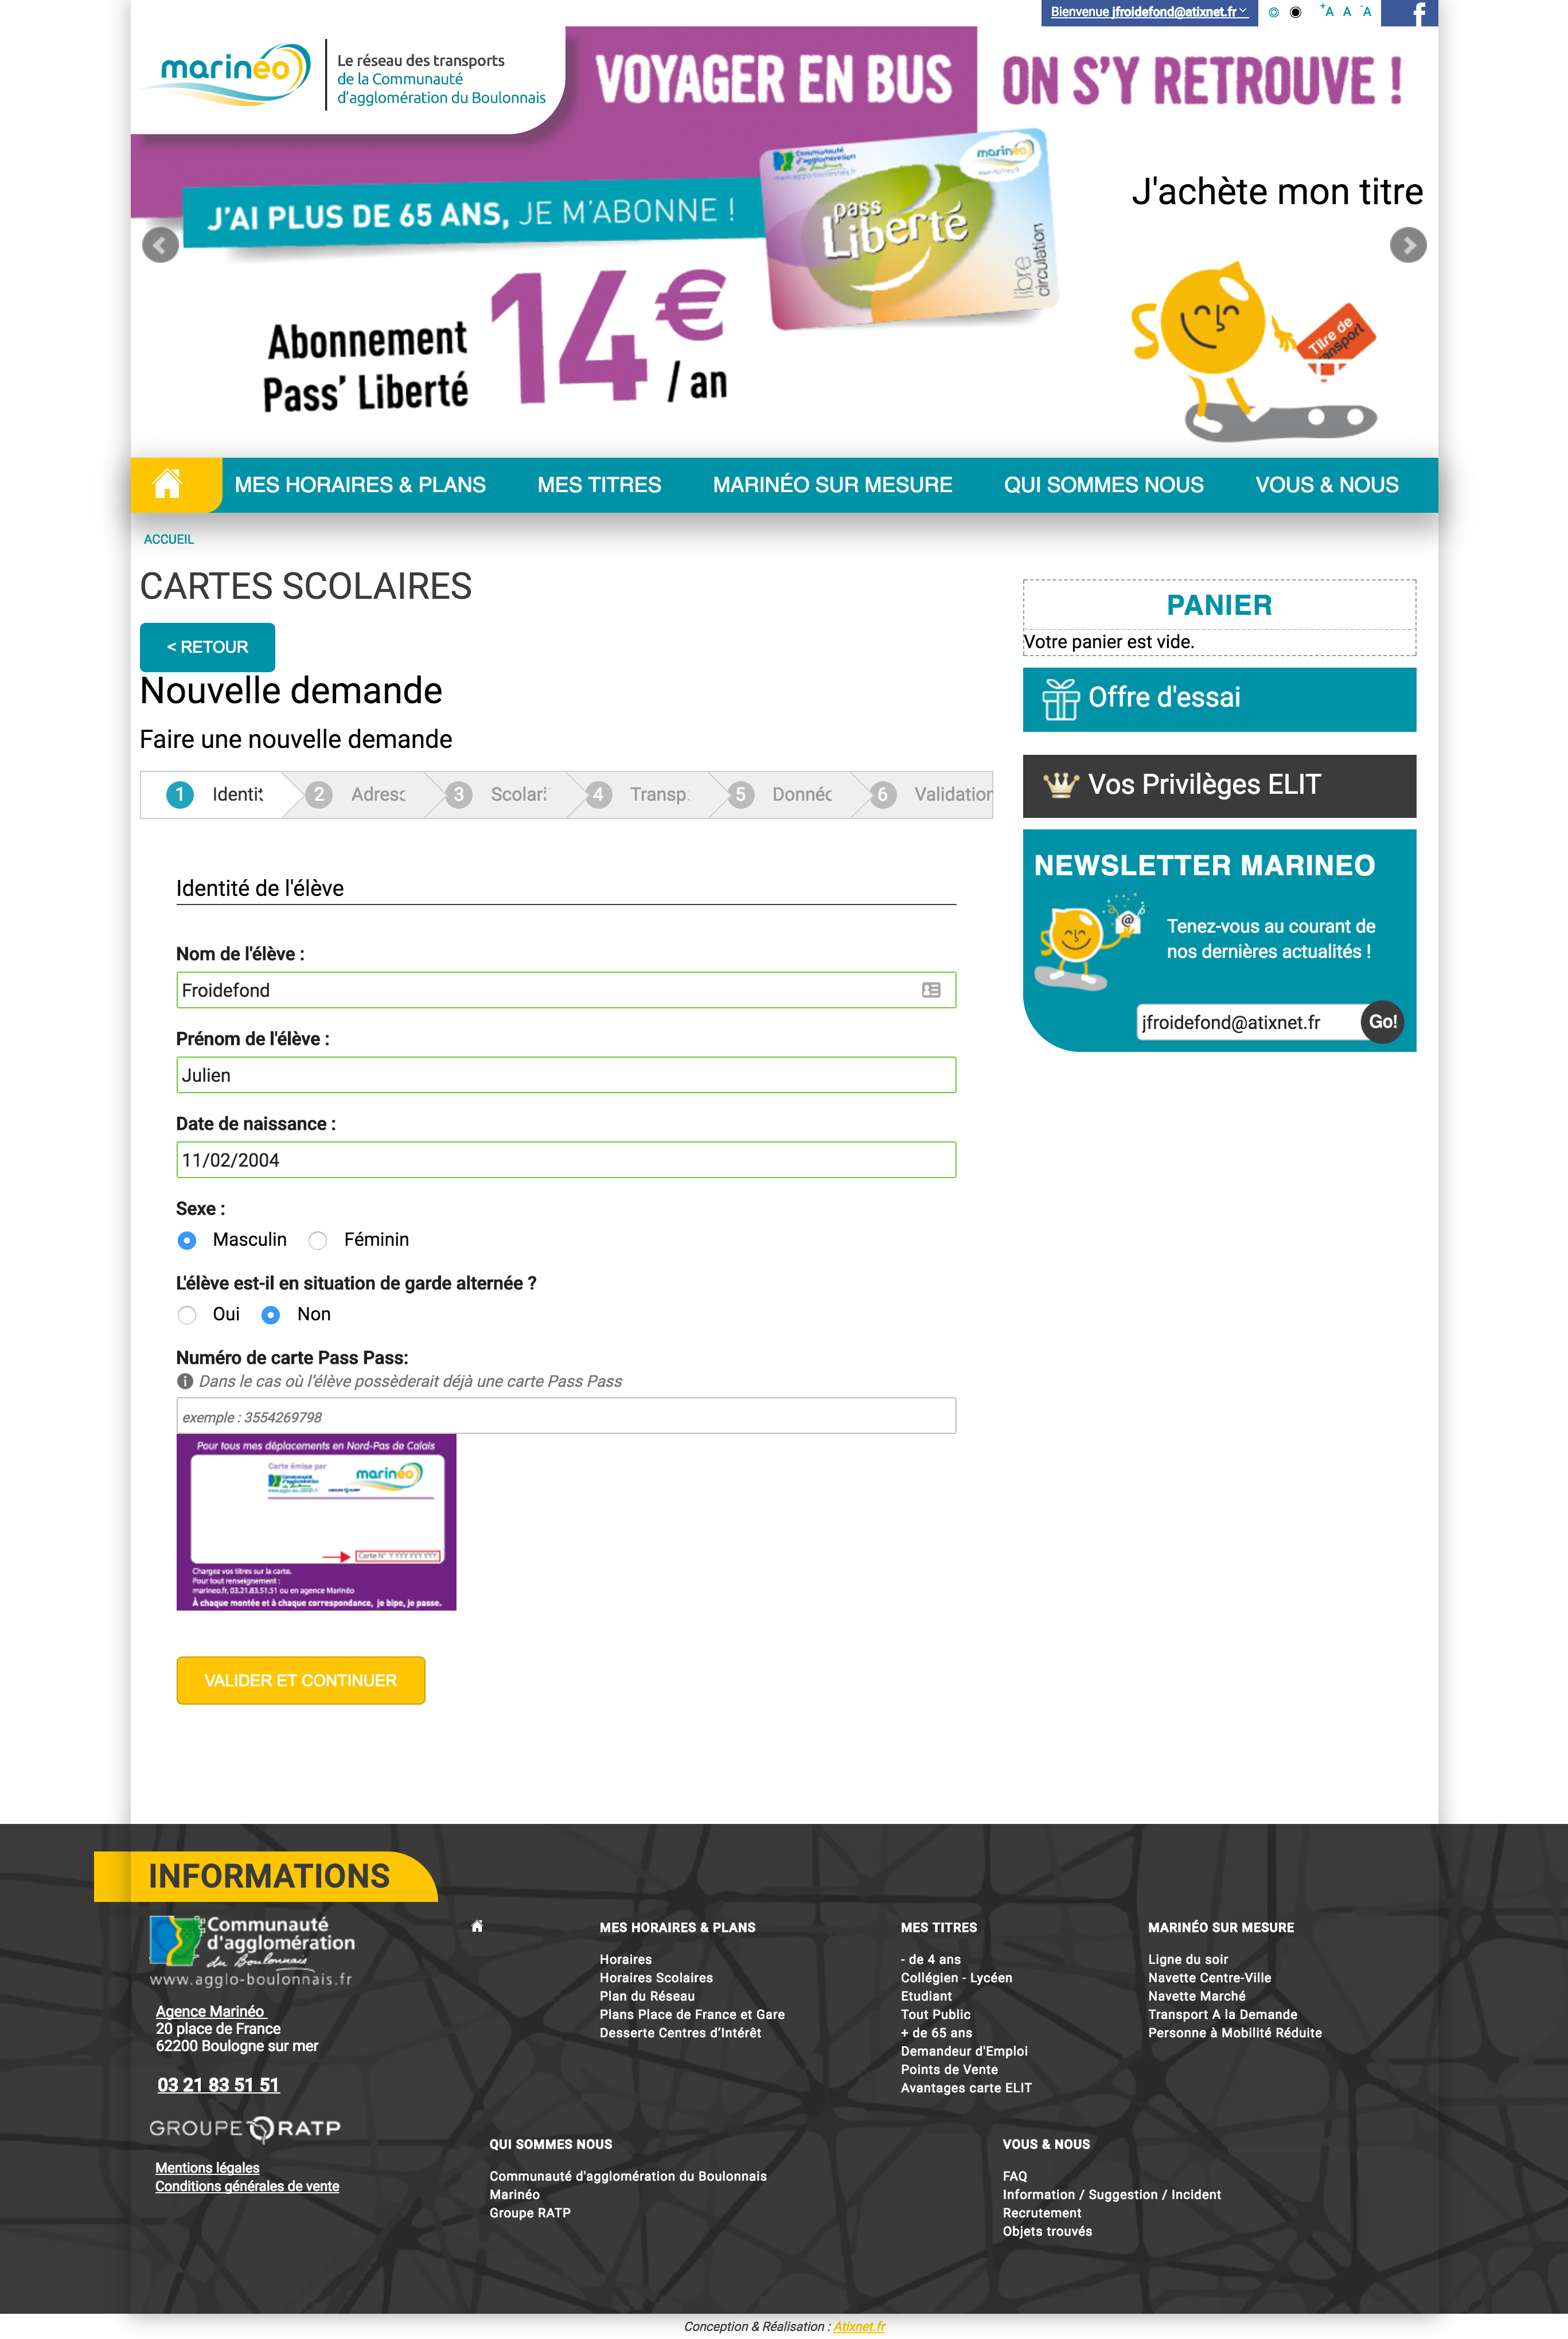 Bienvenue jfroidefond@atixnet.fr
+A A -A
marinéo
Le réseau des transports
de la Communauté
d'agglomération du Boulonnais
VOYAGER EN BUS ON S'Y RETROUVE !
Communauté
d'agglomération
du Boulonnais
marinéo
J'AI PLUS DE 65 ANS, JE M'ABONNE !
pass
Liberté
libre
circulation
J'achète mon titre
Abonnement
Pass' Liberté
14€
/ an
Titre de
transport
MES HORAIRES & PLANS MES TITRES MARINÉO SUR MESURE QUI SOMMES NOUS VOUS & NOUS
ACCUEIL
CARTES SCOLAIRES
< RETOUR
Nouvelle demande
Faire une nouvelle demande
1 Identit 2 Adress 3 Scolari 4 Transp 5 Donnéc 6 Validation
Identité de l'élève
Nom de l'élève :
Froidefond
Prénom de l'élève :
Julien
Date de naissance :
11/02/2004
Sexe :
Masculin Féminin
L'élève est-il en situation de garde alternée ?
Oui Non
Numéro de carte Pass Pass:
Dans le cas où l'élève possèderait déjà une carte Pass Pass
exemple : 3554269798
Pour tous mes déplacements en Nord-Pas de Calais
Carte émise par
marinéo
Carte N° Y YYY YYY YYY
Chargez vos titres sur la carte.
Pour tout renseignement :
marineo.fr, 03.21.83.51.51 ou en agence Marinéo
À chaque montée et à chaque correspondance, je bipe, je passe.
VALIDER ET CONTINUER
PANIER
Votre panier est vide.
Offre d'essai
Vos Privilèges ELIT
NEWSLETTER MARINEO
@
Tenez-vous au courant de
nos dernières actualités !
jfroidefond@atixnet.fr Go!
INFORMATIONS
Communauté
d'agglomération
du Boulonnais
www.agglo-boulonnais.fr
Agence Marinéo
20 place de France
62200 Boulogne sur mer
03 21 83 51 51
GROUPE RATP
Mentions légales
Conditions générales de vente
MES HORAIRES & PLANS
Horaires
Horaires Scolaires
Plan du Réseau
Plans Place de France et Gare
Desserte Centres d'Intérêt
MES TITRES
- de 4 ans
Collégien - Lycéen
Etudiant
Tout Public
+ de 65 ans
Demandeur d'Emploi
Points de Vente
Avantages carte ELIT
MARINÉO SUR MESURE
Ligne du soir
Navette Centre-Ville
Navette Marché
Transport A la Demande
Personne à Mobilité Réduite
QUI SOMMES NOUS
Communauté d'agglomération du Boulonnais
Marinéo
Groupe RATP
VOUS & NOUS
FAQ
Information / Suggestion / Incident
Recrutement
Objets trouvés
Conception & Réalisation : Atixnet.fr